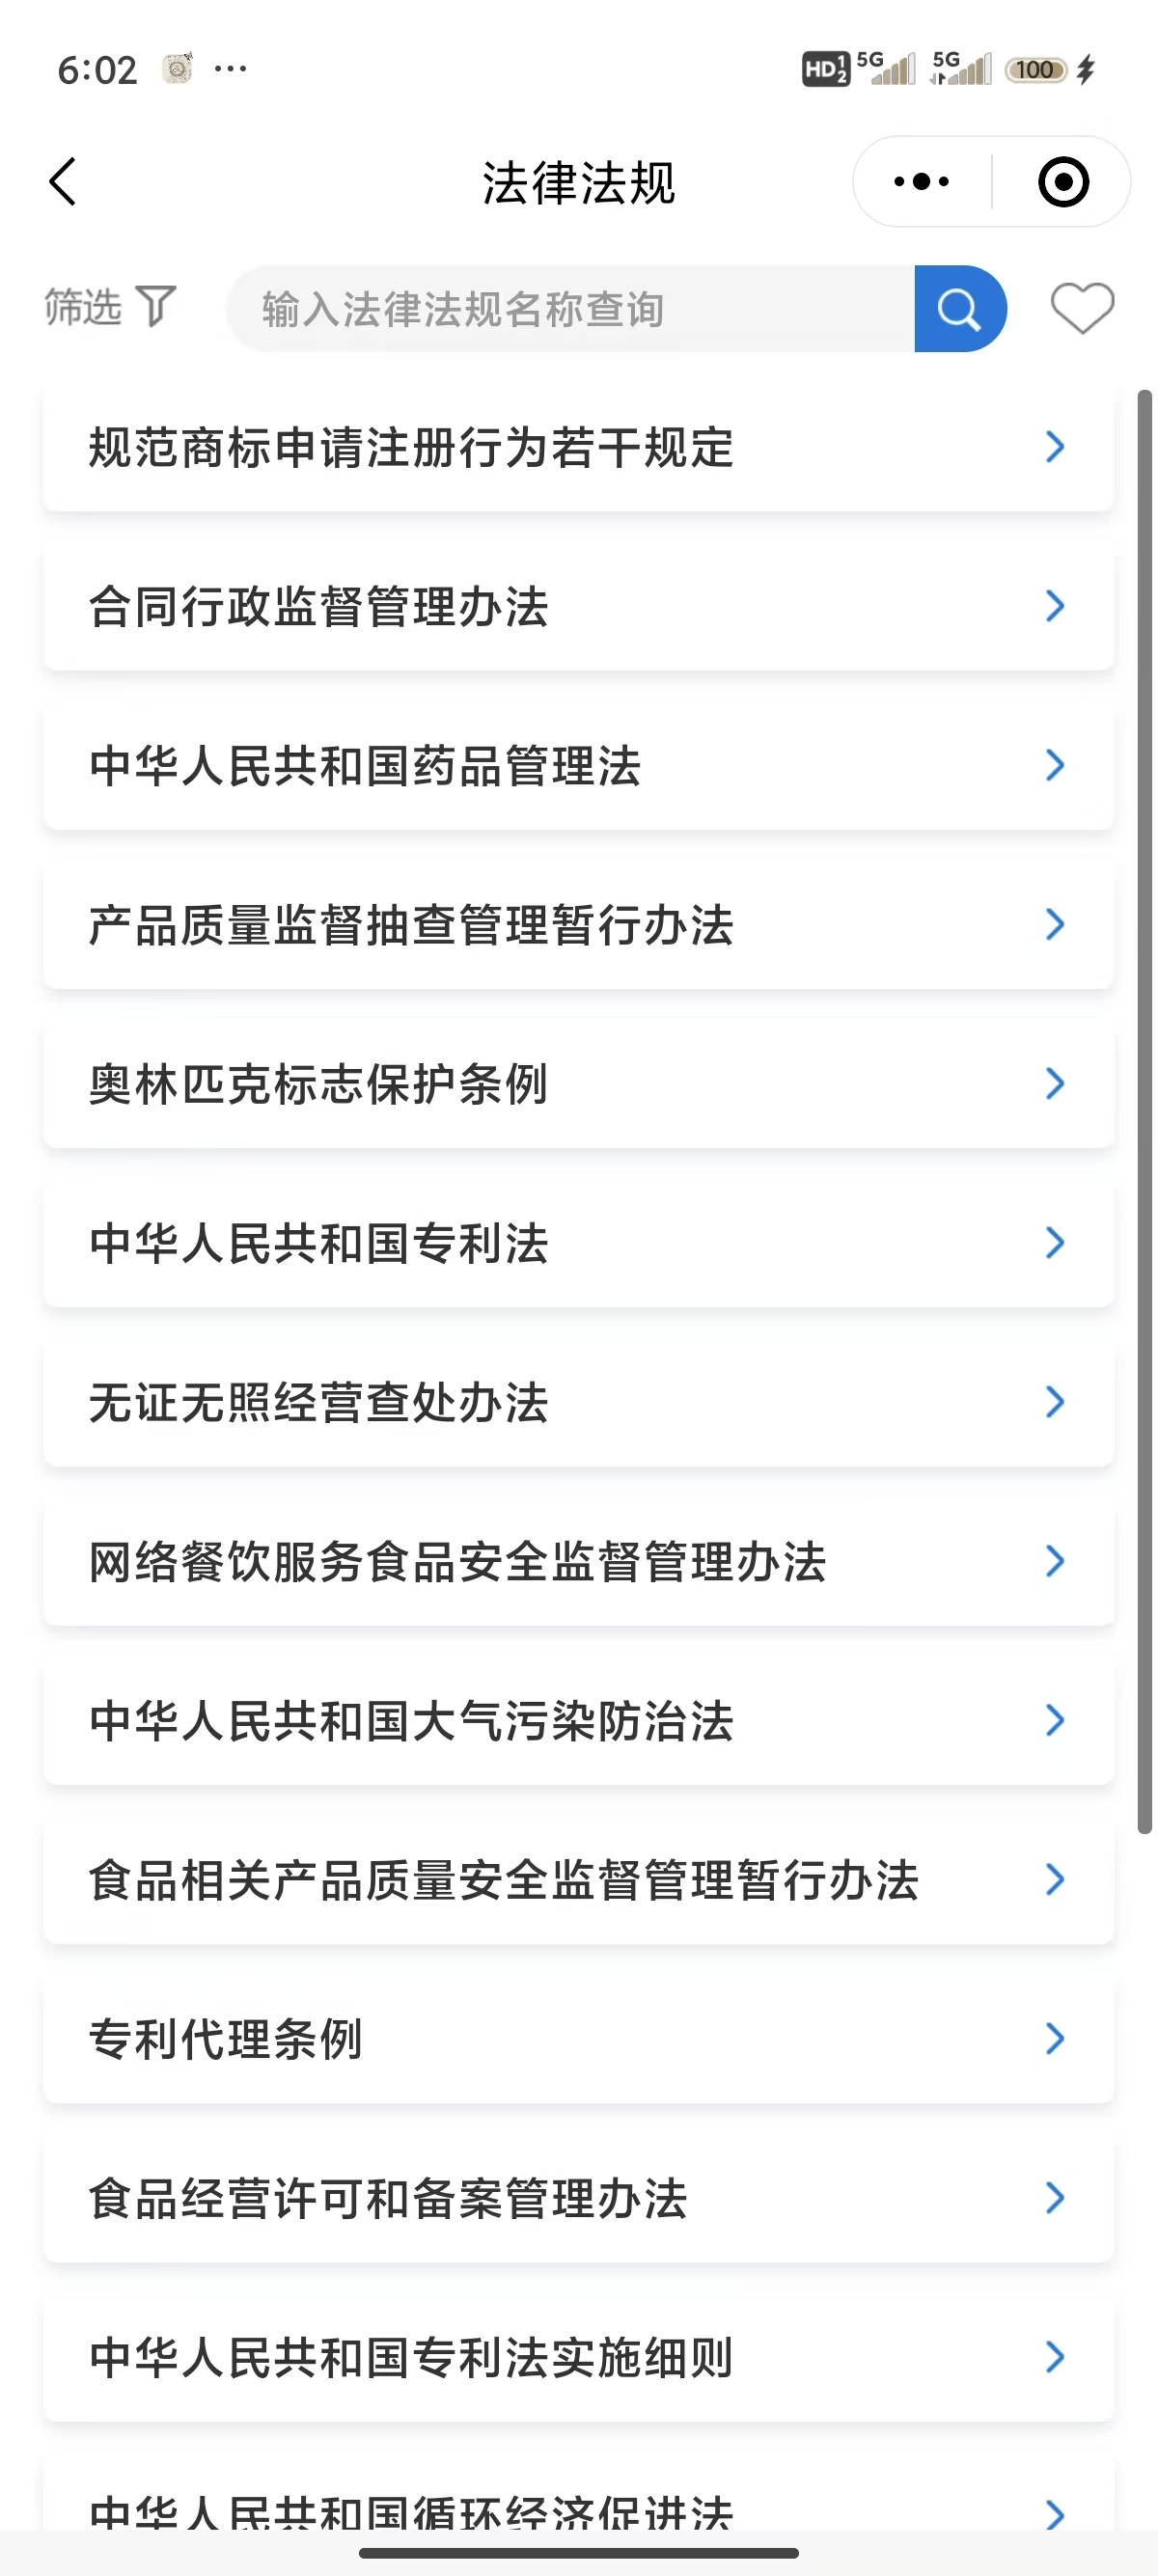 6:02 ... HD 1 2 5G 5G 100
法律法规
筛选 输入法律法规名称查询
规范商标申请注册行为若干规定
合同行政监督管理办法
中华人民共和国药品管理法
产品质量监督抽查管理暂行办法
奥林匹克标志保护条例
中华人民共和国专利法
无证无照经营查处办法
网络餐饮服务食品安全监督管理办法
中华人民共和国大气污染防治法
食品相关产品质量安全监督管理暂行办法
专利代理条例
食品经营许可和备案管理办法
中华人民共和国专利法实施细则
中华人民共和国循环经济促进法